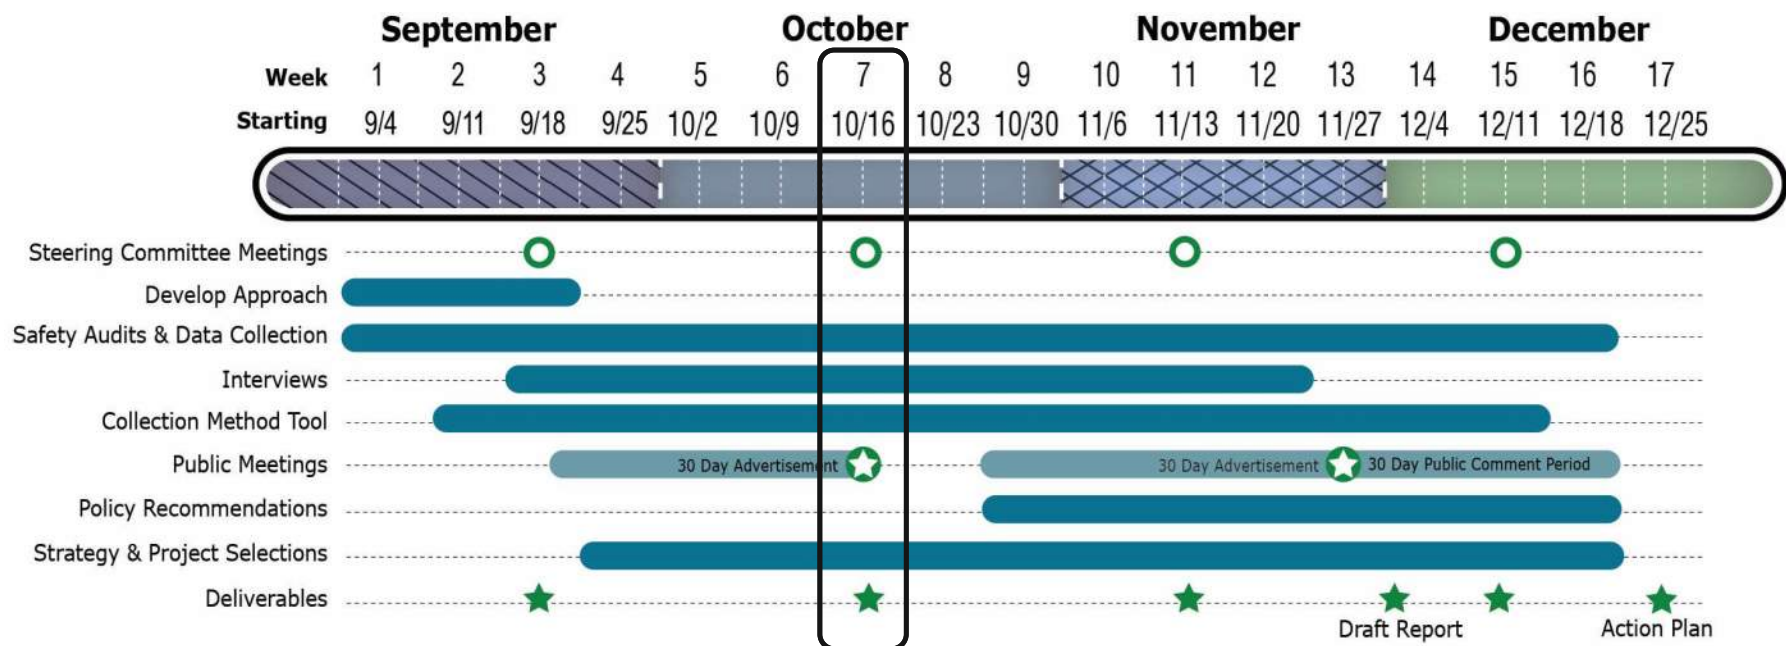 September October November December
Week 1 2 3 4 5 6 7 8 9 10 11 12 13 14 15 16 17
Starting 9/4 9/11 9/18 9/25 10/2 10/9 10/16 10/23 10/30 11/6 11/13 11/20 11/27 12/4 12/11 12/18 12/25
Steering Committee Meetings
Develop Approach
Safety Audits & Data Collection
Interviews
Collection Method Tool
Public Meetings 30 Day Advertisement 30 Day Advertisement 30 Day Public Comment Period
Policy Recommendations
Strategy & Project Selections
Deliverables
Draft Report Action Plan